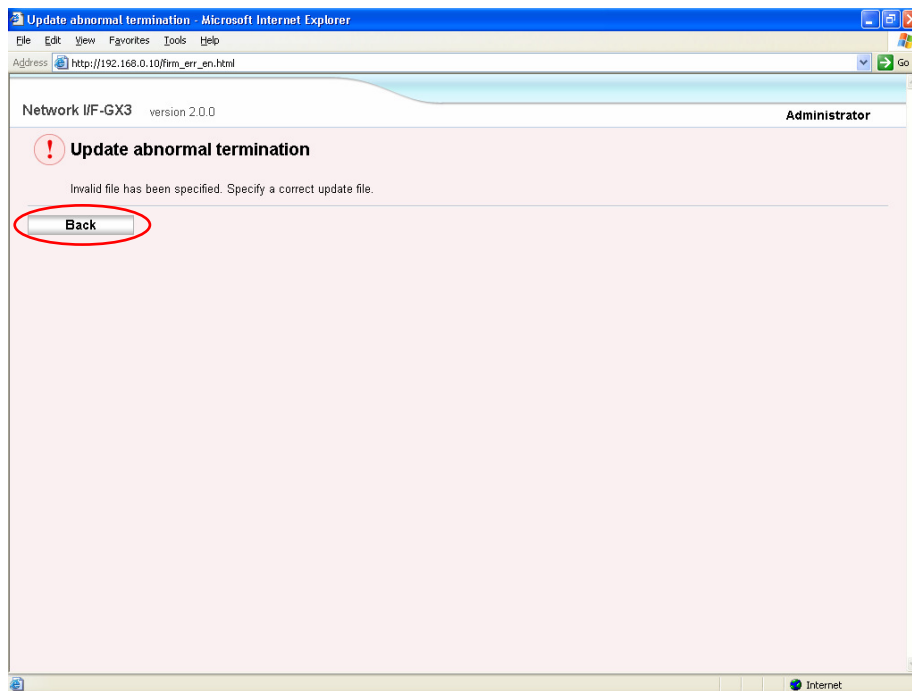 Update abnormal termination - Microsoft Internet Explorer
File Edit View Favorites Tools Help
Address http://192.168.0.10/firm_err_en.html Go
Network I/F-GX3 version 2.0.0
Administrator
! Update abnormal termination
Invalid file has been specified. Specify a correct update file.
Back
Internet